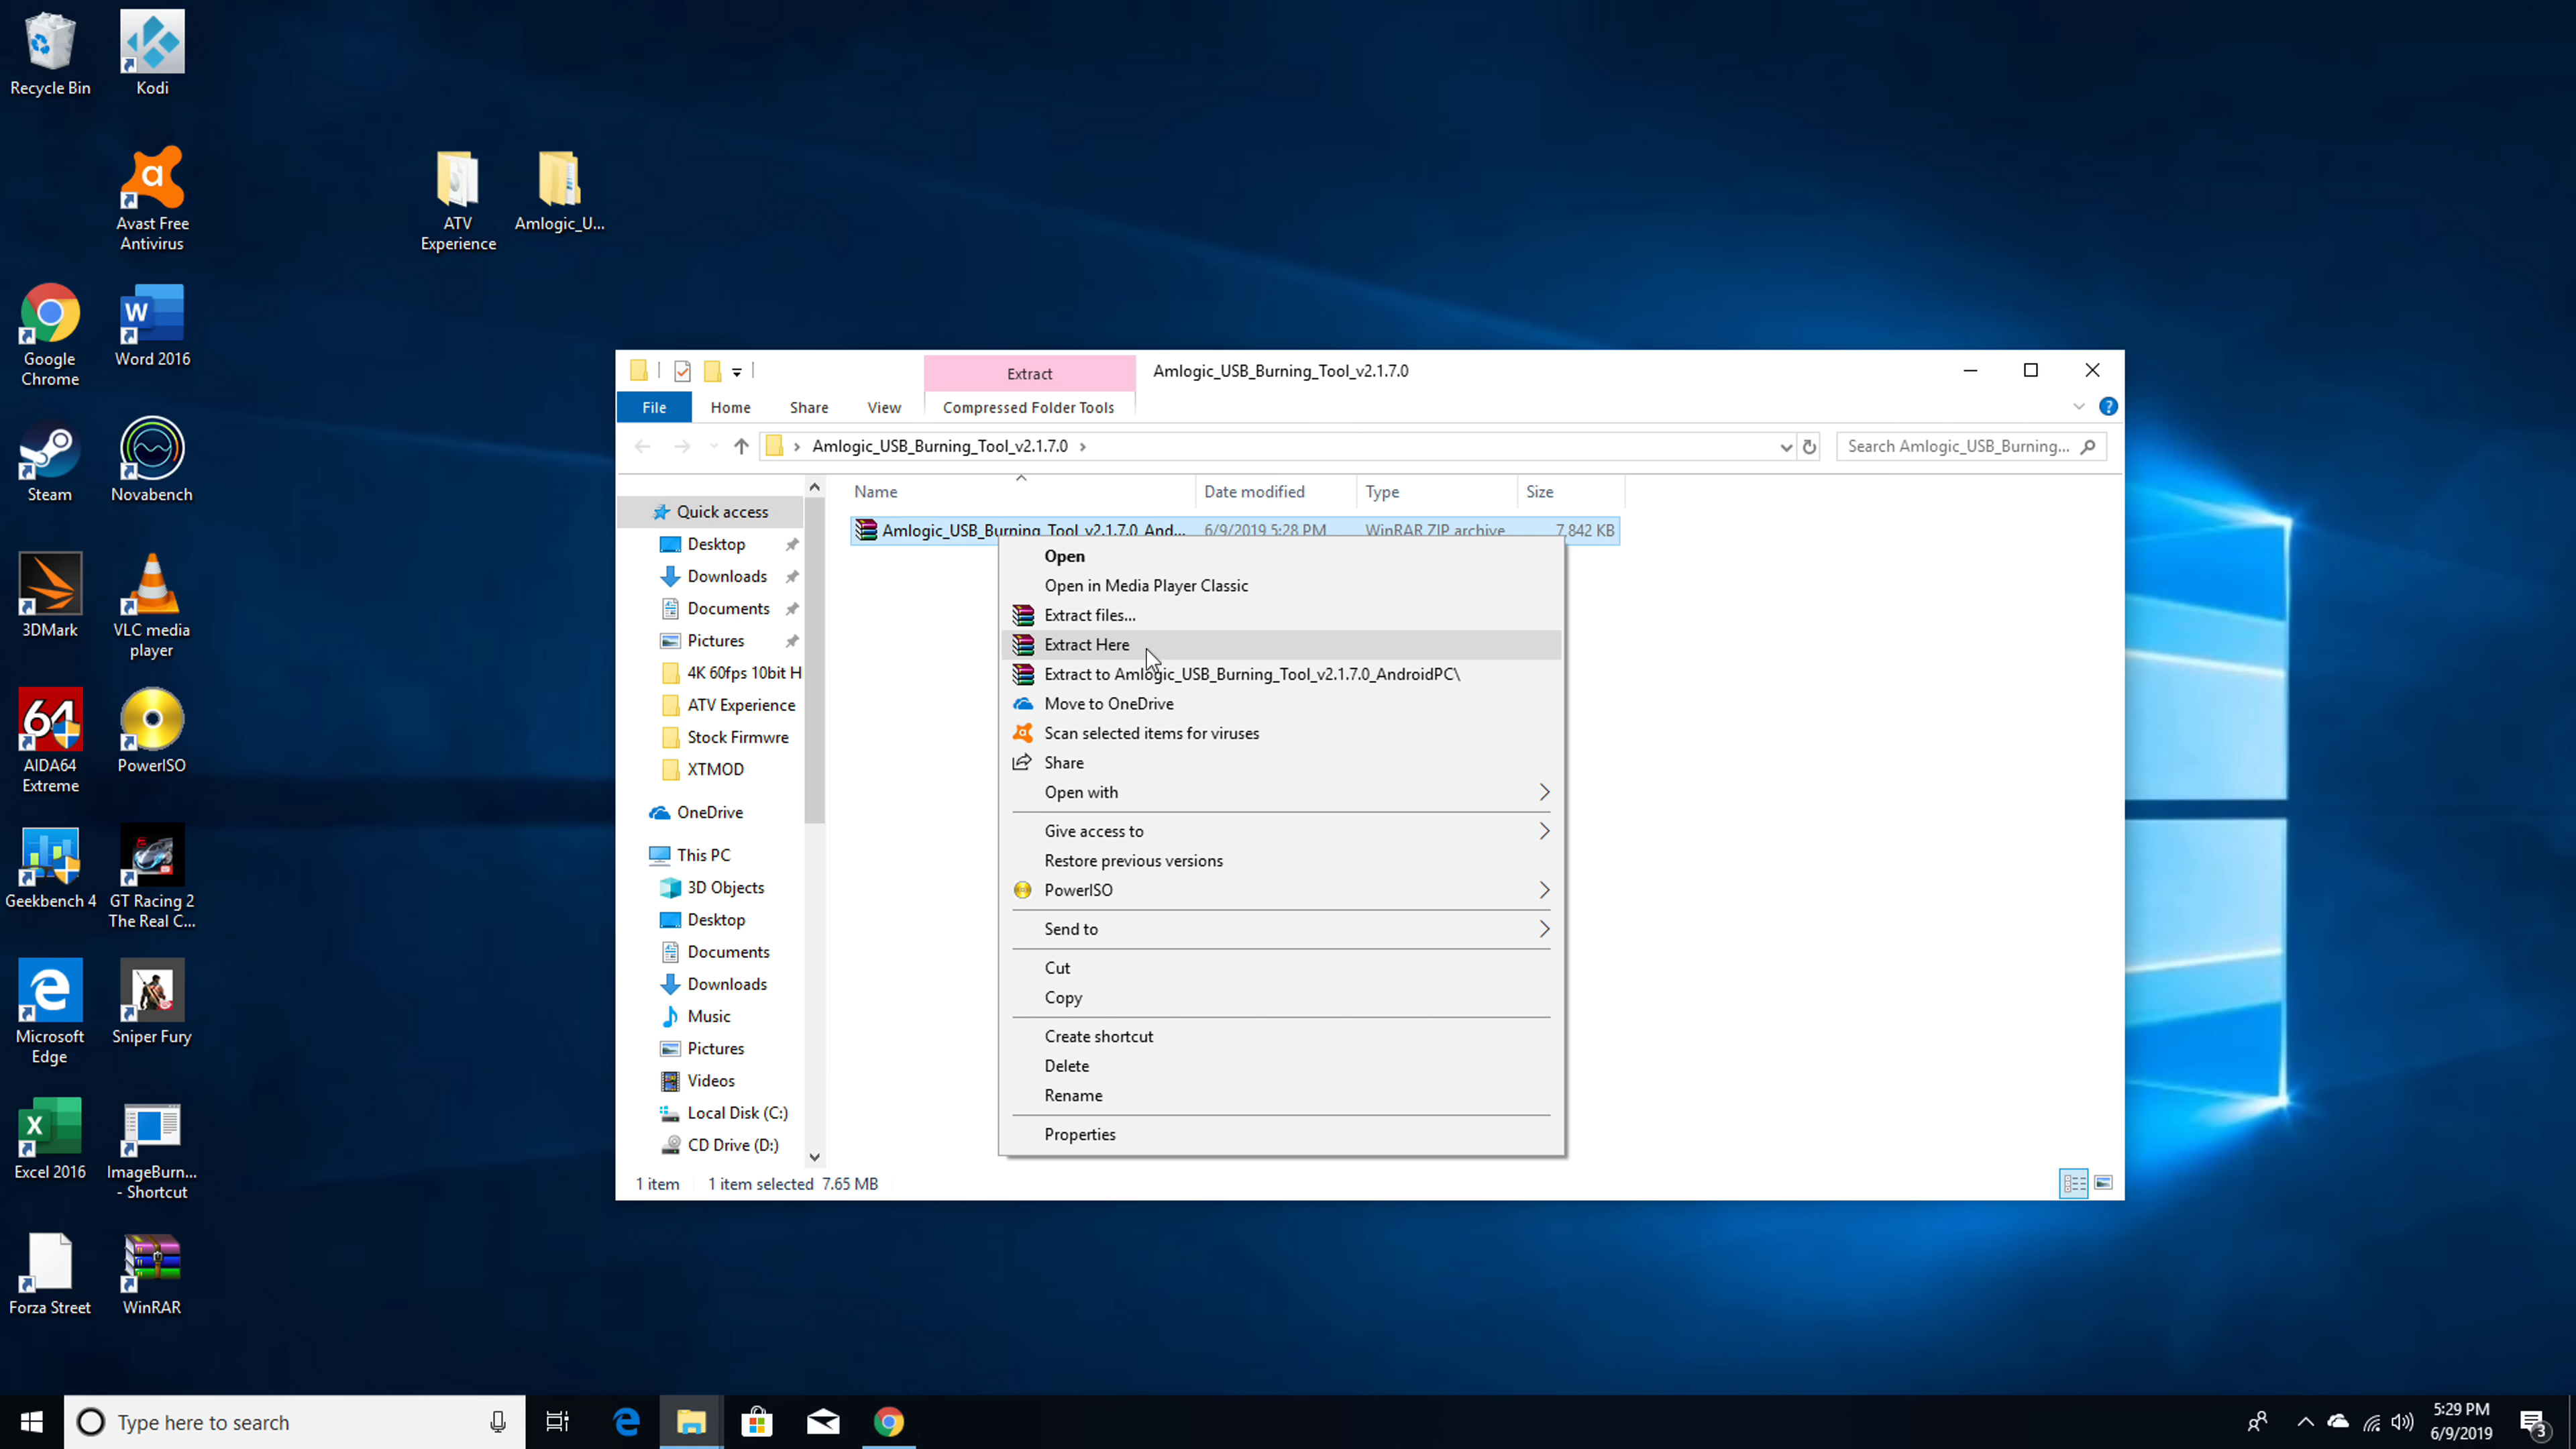 Recycle Bin
Kodi
Avast Free
Antivirus
ATV
Experience
Amlogic_U...
Google
Chrome
Word 2016
Steam
Novabench
3DMark
VLC media
player
AIDA64
Extreme
64
PowerISO
Geekbench 4
GT Racing 2
The Real C...
Microsoft
Edge
Sniper Fury
Excel 2016
ImageBurn...
- Shortcut
Forza Street
WinRAR
Extract
Amlogic_USB_Burning_Tool_v2.1.7.0
File
Home
Share
View
Compressed Folder Tools
Amlogic_USB_Burning_Tool_v2.1.7.0
Search Amlogic_USB_Burning...
Name
Date modified
Type
Size
Amlogic_USB_Burning_Tool_v2.1.7.0_And...
6/9/2019 5:28 PM
WinRAR ZIP archive
7,842 KB
Quick access
Desktop
Downloads
Documents
Pictures
4K 60fps 10bit H
ATV Experience
Stock Firmwre
XTMOD
OneDrive
This PC
3D Objects
Desktop
Documents
Downloads
Music
Pictures
Videos
Local Disk (C:)
CD Drive (D:)
Open
Open in Media Player Classic
Extract files...
Extract Here
Extract to Amlogic_USB_Burning_Tool_v2.1.7.0_AndroidPC\
Move to OneDrive
Scan selected items for viruses
Share
Open with
Give access to
Restore previous versions
PowerISO
Send to
Cut
Copy
Create shortcut
Delete
Rename
Properties
1 item
1 item selected 7.65 MB
Type here to search
5:29 PM
6/9/2019
3